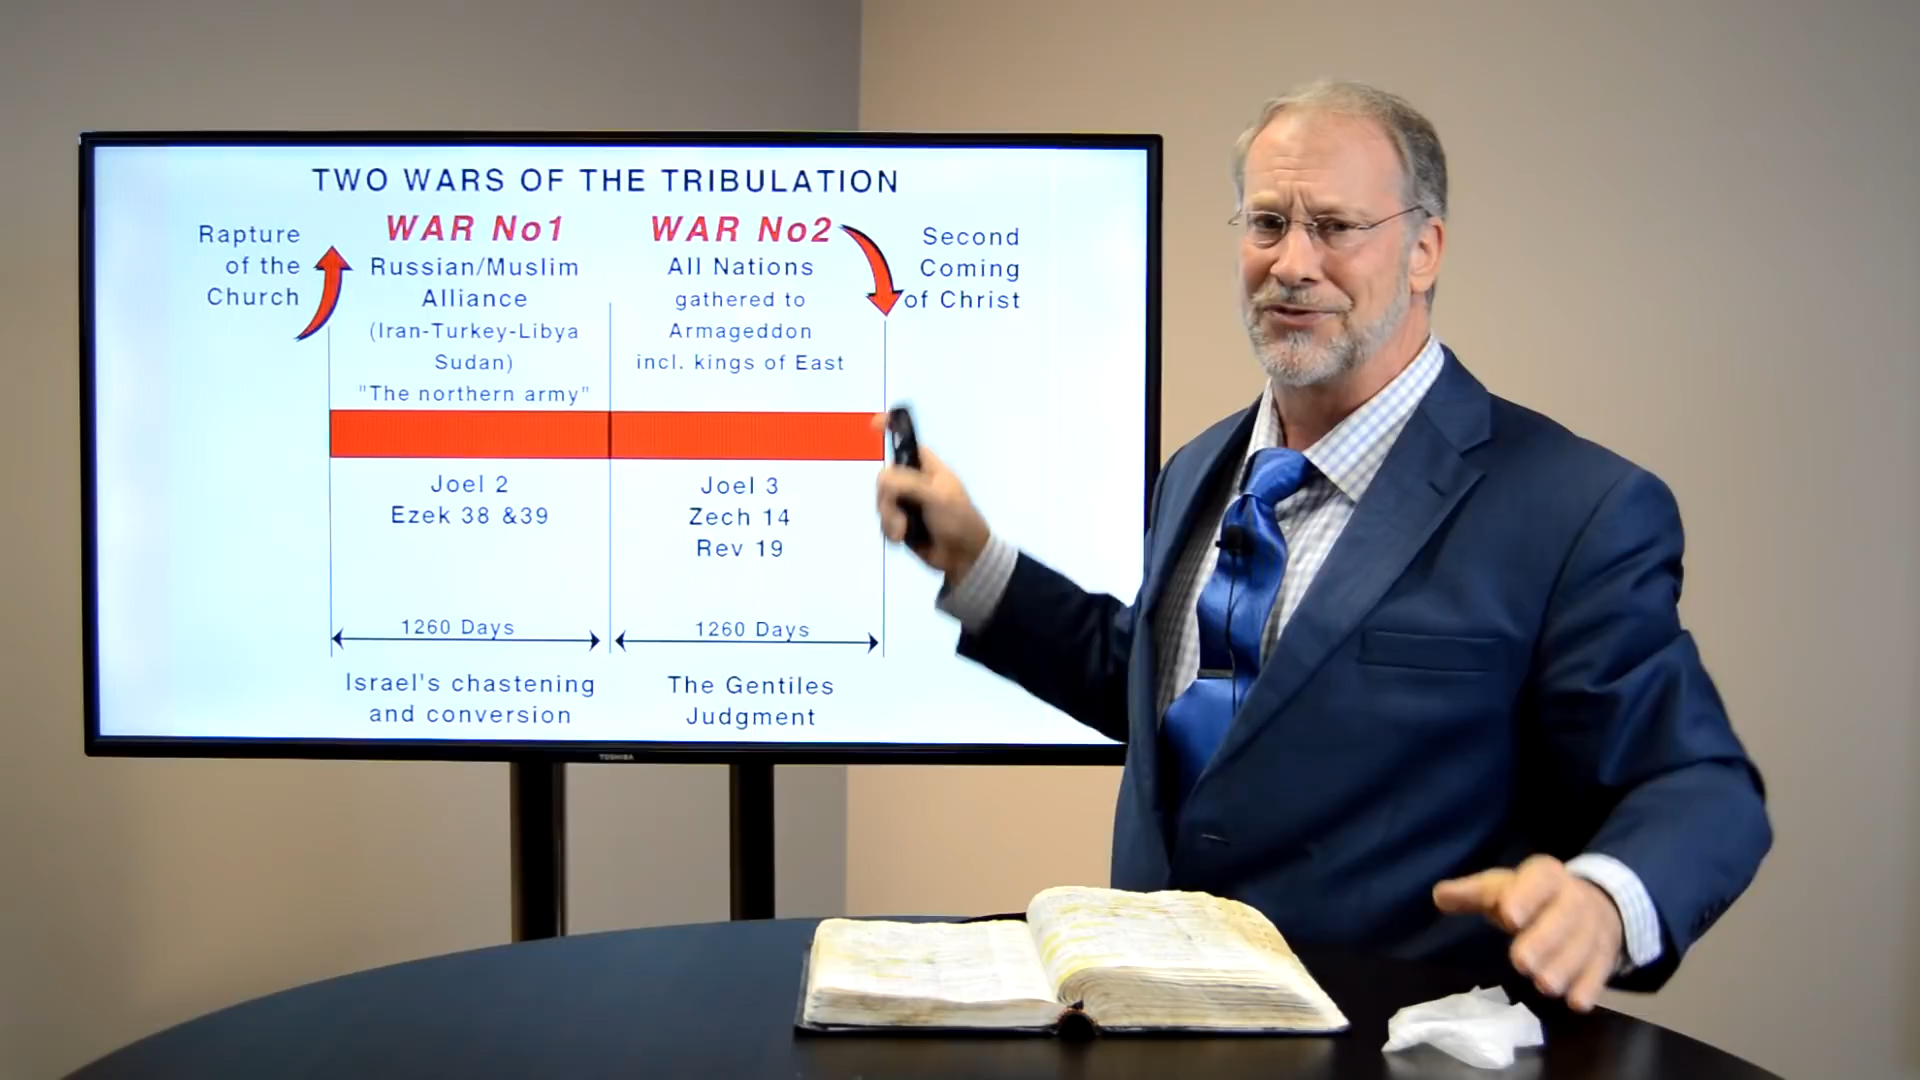 TWO WARS OF THE TRIBULATION
Rapture
of the
Church
WAR No1
Russian/Muslim
Alliance
(Iran-Turkey-Libya
Sudan)
"The northern army"
WAR No2
All Nations
gathered to
Armageddon
incl. kings of East
Second
Coming
of Christ
Joel 2
Ezek 38 &39
Joel 3
Zech 14
Rev 19
1260 Days
1260 Days
Israel's chastening
and conversion
The Gentiles
Judgment
TOSHIBA